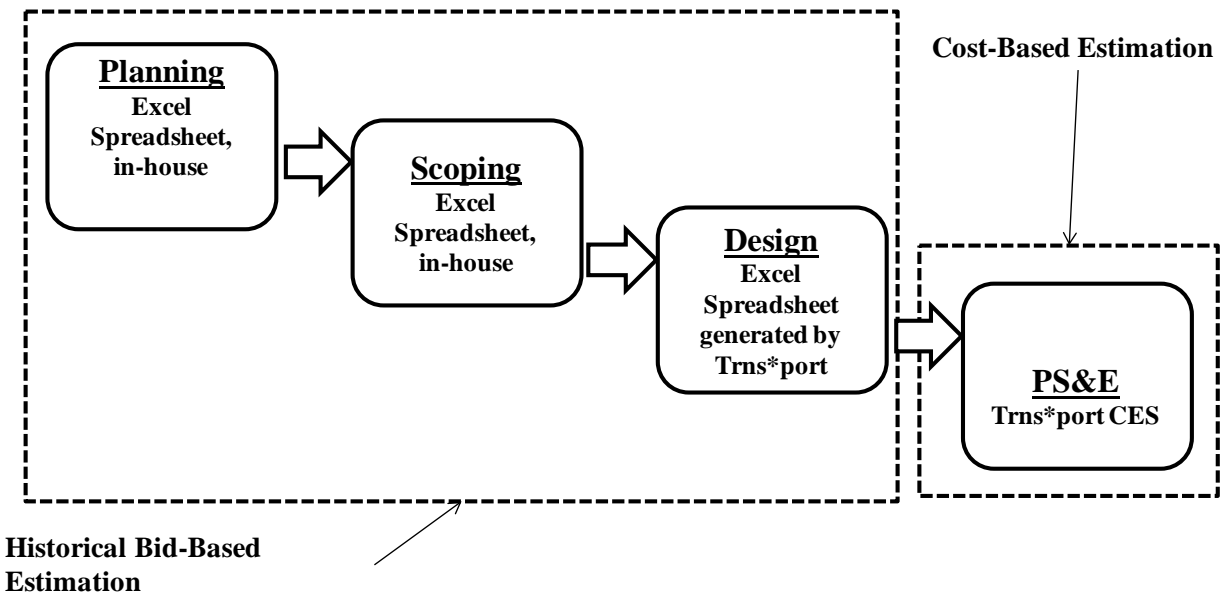 Cost-Based Estimation
Planning
Excel
Spreadsheet,
in-house
Scoping
Excel
Spreadsheet,
in-house
Design
Excel
Spreadsheet
generated by
Trns*port
PS&E
Trns*port CES
Historical Bid-Based
Estimation